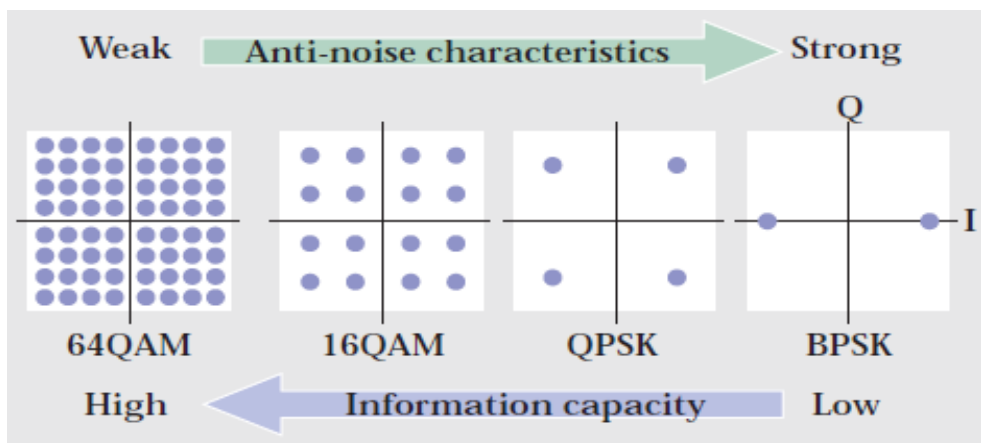 Weak Anti-noise characteristics Strong
Q
I
64QAM 16QAM QPSK BPSK
High Information capacity Low